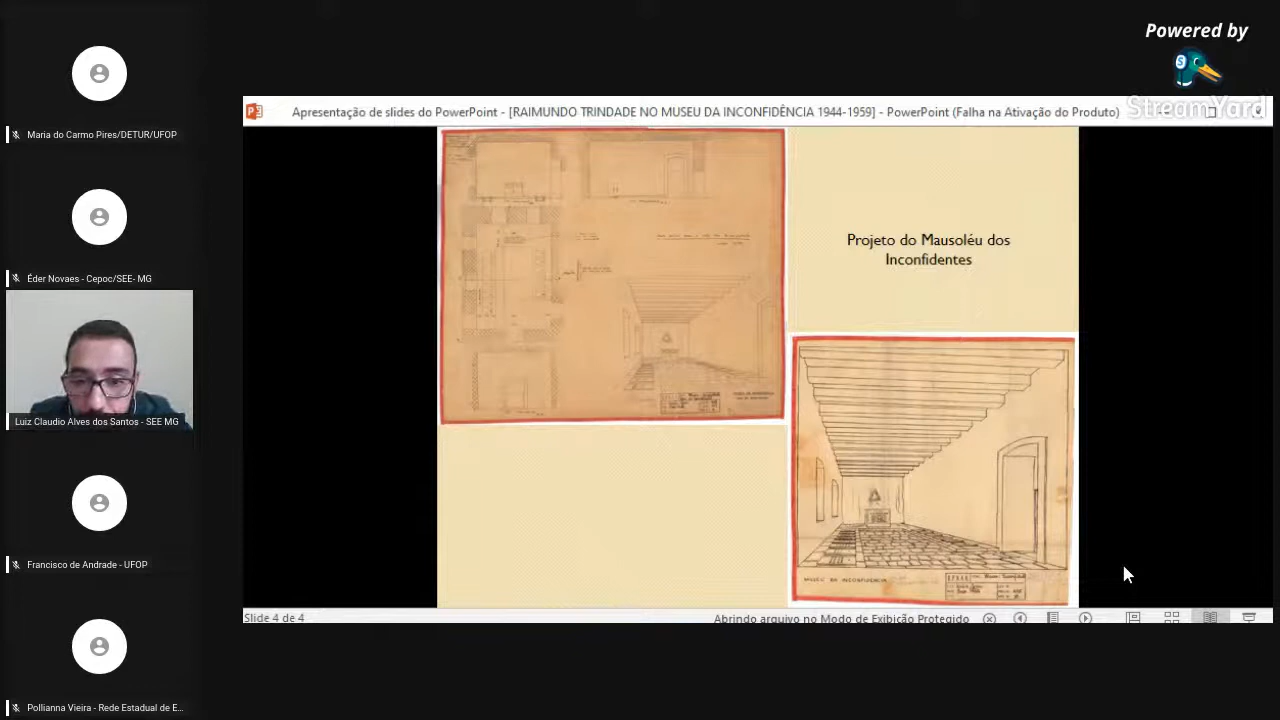 Powered by
StreamYard
Apresentação de slides do PowerPoint - [RAIMUNDO TRINDADE NO MUSEU DA INCONFIDÊNCIA 1944-1959] - PowerPoint (Falha na Ativação do Produto)
Maria do Carmo Pires/DETUR/UFOP
Éder Novaes - Cepoc/SEE- MG
Luiz Claudio Alves dos Santos - SEE MG
Francisco de Andrade - UFOP
Pollianna Vieira - Rede Estadual de E...
Projeto do Mausoléu dos
Inconfidentes
MUSEU DA INCONFIDENCIA
Slide 4 de 4
Abrindo arquivo no Modo de Exibição Protegido